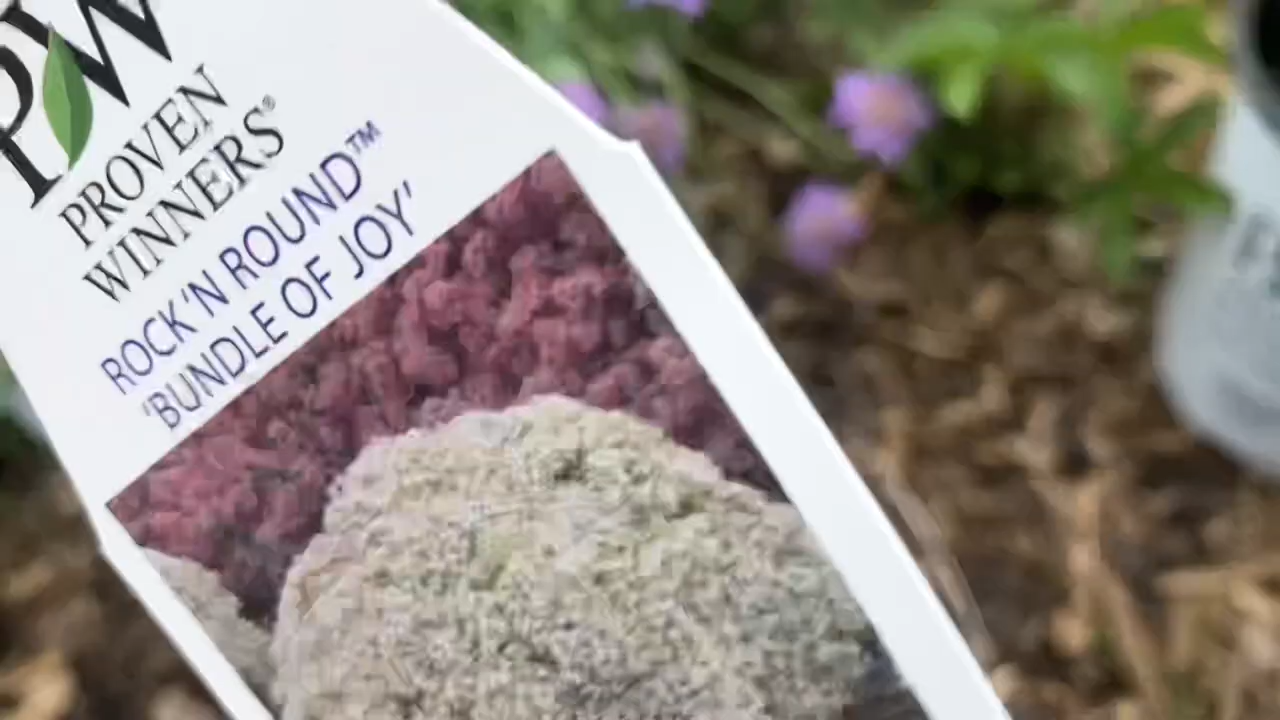 PW
PROVEN
WINNERS®
ROCK 'N ROUND™
'BUNDLE OF JOY'